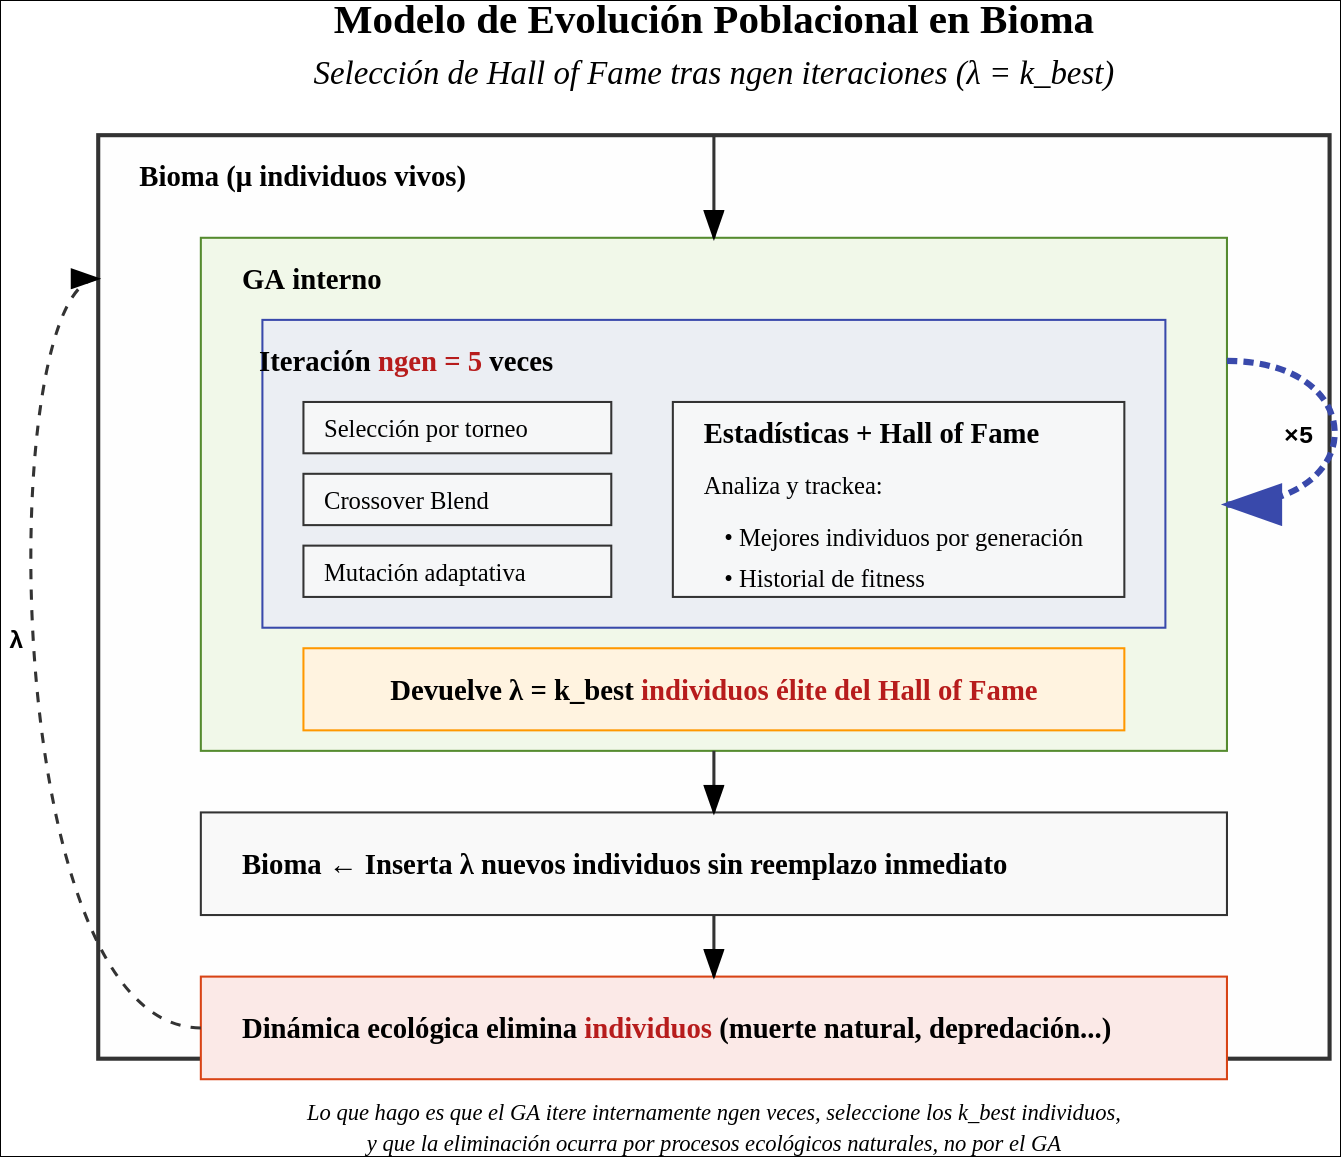 Modelo de Evolución Poblacional en Bioma
Selección de Hall of Fame tras ngen iteraciones (λ = k_best)
Bioma (μ individuos vivos)
GA interno
Iteración ngen = 5 veces
Selección por torneo
Crossover Blend
Mutación adaptativa
Estadísticas + Hall of Fame
Analiza y trackea:
• Mejores individuos por generación
• Historial de fitness
×5
λ
Devuelve λ = k_best individuos élite del Hall of Fame
Bioma ← Inserta λ nuevos individuos sin reemplazo inmediato
Dinámica ecológica elimina individuos (muerte natural, depredación...)
Lo que hago es que el GA itere internamente ngen veces, seleccione los k_best individuos,
y que la eliminación ocurra por procesos ecológicos naturales, no por el GA